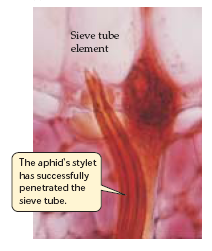 Sieve tube
element
The aphid's stylet
has successfully
penetrated the
sieve tube.